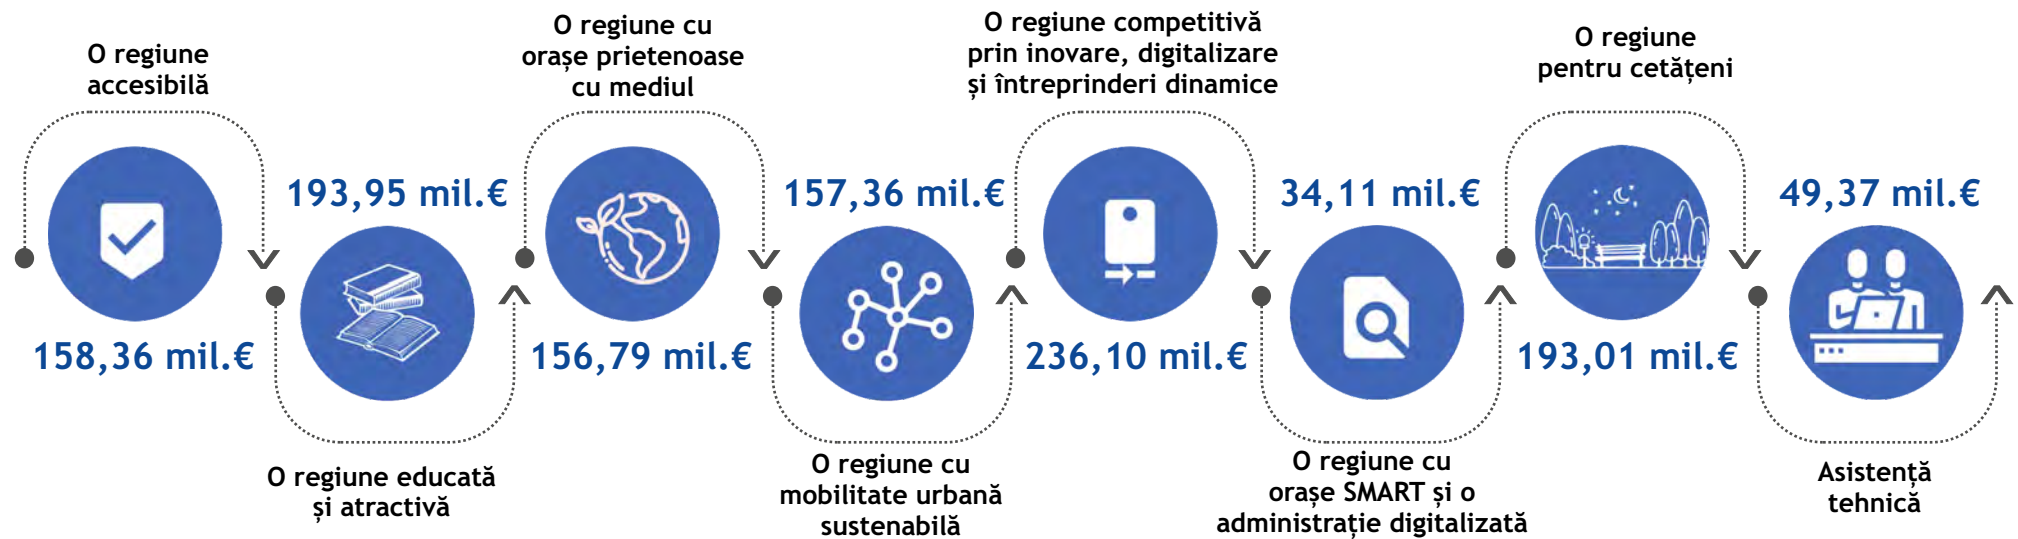 O regiune
accesibilă
158,36 mil.€
193,95 mil.€
O regiune educată
și atractivă
O regiune cu
orașe prietenoase
cu mediul
156,79 mil.€
157,36 mil.€
O regiune cu
mobilitate urbană
sustenabilă
O regiune competitivă
prin inovare, digitalizare
și întreprinderi dinamice
236,10 mil.€
34,11 mil.€
O regiune cu
orașe SMART și o
administrație digitalizată
O regiune
pentru cetățeni
193,01 mil.€
49,37 mil.€
Asistență
tehnică